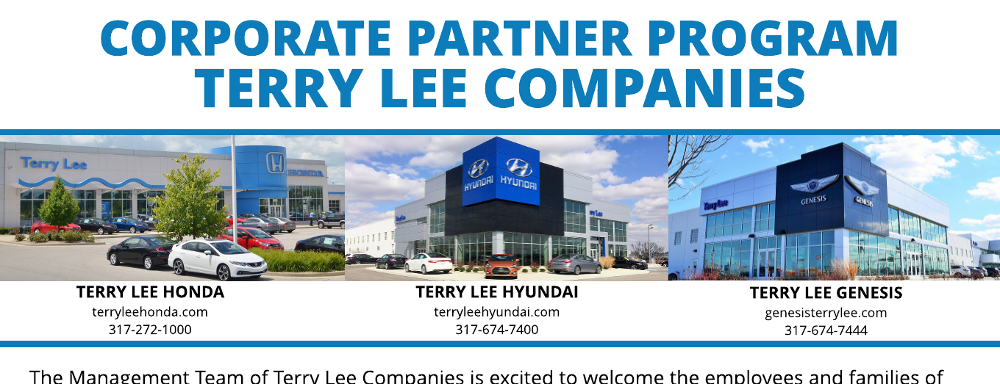 CORPORATE PARTNER PROGRAM
TERRY LEE COMPANIES
Terry Lee
HONDA
HYUNDAI
HYUNDAI
Terry Lee
GENESIS
GENESIS
TERRY LEE HONDA
terryleehonda.com
317-272-1000
TERRY LEE HYUNDAI
terryleehyundai.com
317-674-7400
TERRY LEE GENESIS
genesisterrylee.com
317-674-7444
The Management Team of Terry Lee Companies is excited to welcome the employees and families of